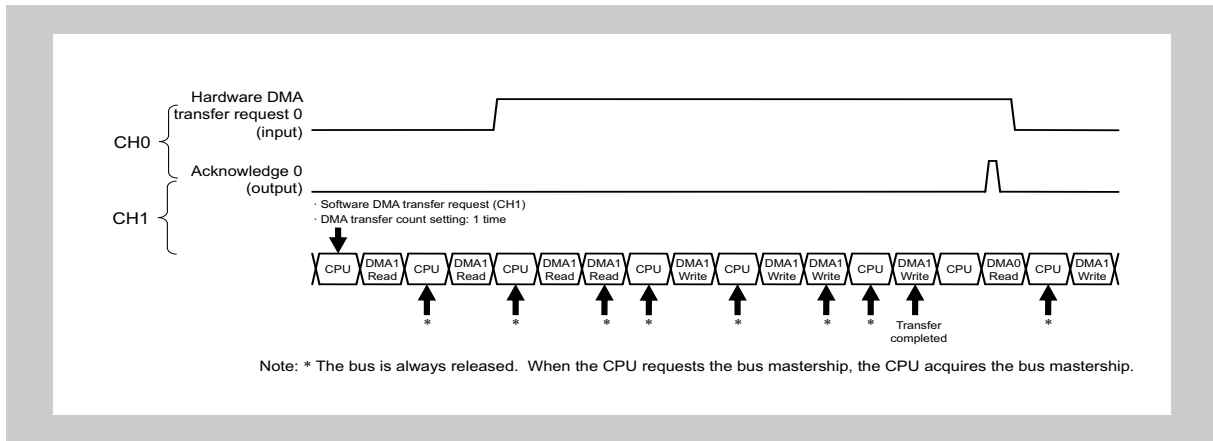 Hardware DMA
transfer request 0
(input)
CH0
Acknowledge 0
(output)
CH1
· Software DMA transfer request (CH1)
· DMA transfer count setting: 1 time
CPU DMA1 Read CPU DMA1 Read CPU DMA1 Read DMA1 Read CPU DMA1 Write CPU DMA1 Write DMA1 Write CPU DMA1 Write CPU DMA0 Read CPU DMA1 Write
* * * * * * * *
Transfer
completed
Note: * The bus is always released. When the CPU requests the bus mastership, the CPU acquires the bus mastership.